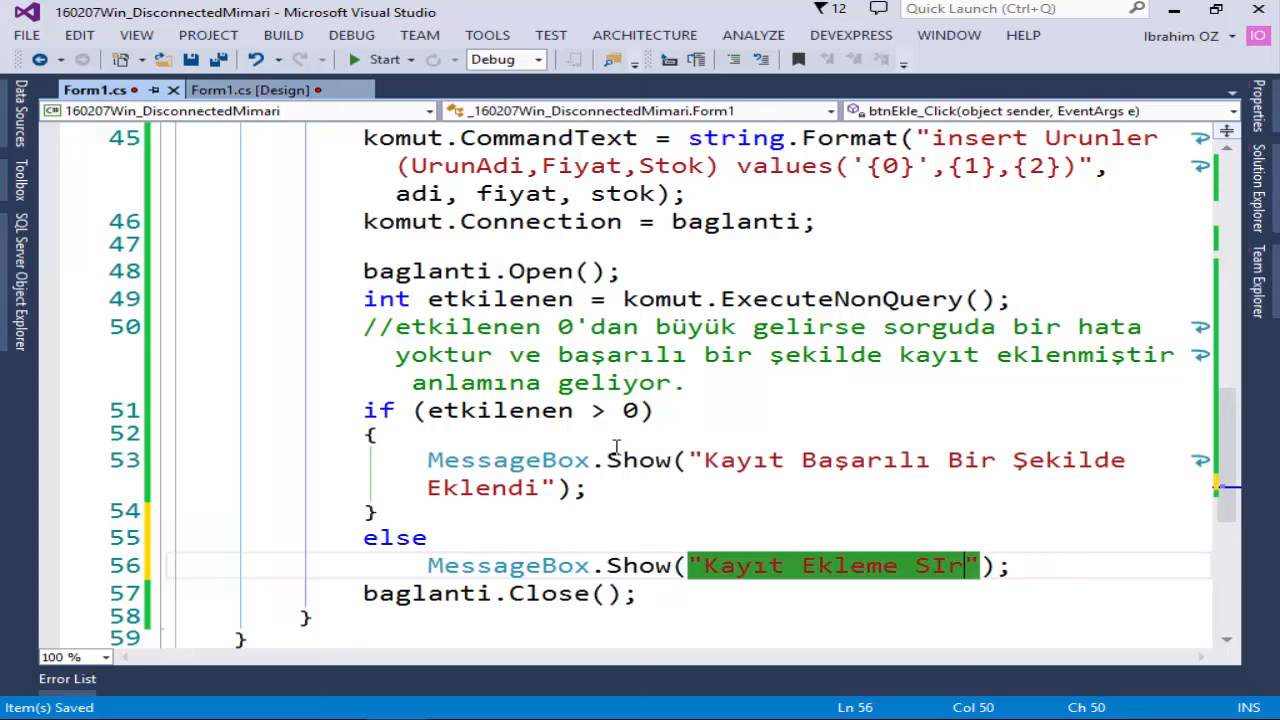 160207Win_DisconnectedMimari - Microsoft Visual Studio
12
Quick Launch (Ctrl+Q)
FILE EDIT VIEW PROJECT BUILD DEBUG TEAM TOOLS TEST ARCHITECTURE ANALYZE DEVEXPRESS WINDOW HELP Ibrahim OZ IO
Start Debug
Form1.cs Form1.cs [Design]
160207Win_DisconnectedMimari _160207Win_DisconnectedMimari.Form1 btnEkle_Click(object sender, EventArgs e)
Data Sources
Toolbox
SQL Server Object Explorer
45 komut.CommandText = string.Format("insert Urunler
(UrunAdi,Fiyat,Stok) values('{0}',{1},{2})",
adi, fiyat, stok);
46 komut.Connection = baglanti;
47
48 baglanti.Open();
49 int etkilenen = komut.ExecuteNonQuery();
50 //etkilenen 0'dan büyük gelirse sorguda bir hata
yoktur ve başarılı bir şekilde kayıt eklenmiştir
anlamına geliyor.
51 if (etkilenen > 0)
52 {
53 MessageBox.Show("Kayıt Başarılı Bir Şekilde
Eklendi");
54 }
55 else
56 MessageBox.Show("Kayıt Ekleme SIr");
57 baglanti.Close();
58 }
59 }
Properties
Solution Explorer
Team Explorer
100 %
Error List
Item(s) Saved Ln 56 Col 50 Ch 50 INS